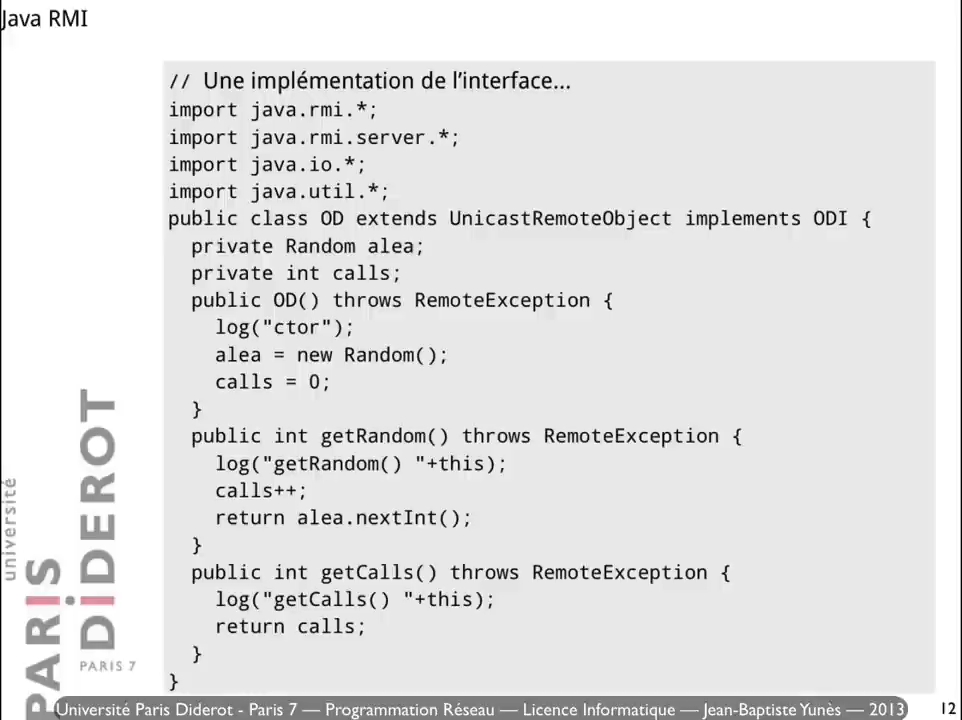 Java RMI
// Une implémentation de l’interface...
import java.rmi.*;
import java.rmi.server.*;
import java.io.*;
import java.util.*;
public class OD extends UnicastRemoteObject implements ODI {
  private Random alea;
  private int calls;
  public OD() throws RemoteException {
    log("ctor");
    alea = new Random();
    calls = 0;
  }
  public int getRandom() throws RemoteException {
    log("getRandom() "+this);
    calls++;
    return alea.nextInt();
  }
  public int getCalls() throws RemoteException {
    log("getCalls() "+this);
    return calls;
  }
}
université
PARIS
DIDEROT
PARIS 7
Université Paris Diderot - Paris 7 — Programmation Réseau — Licence Informatique — Jean-Baptiste Yunès — 2013
12